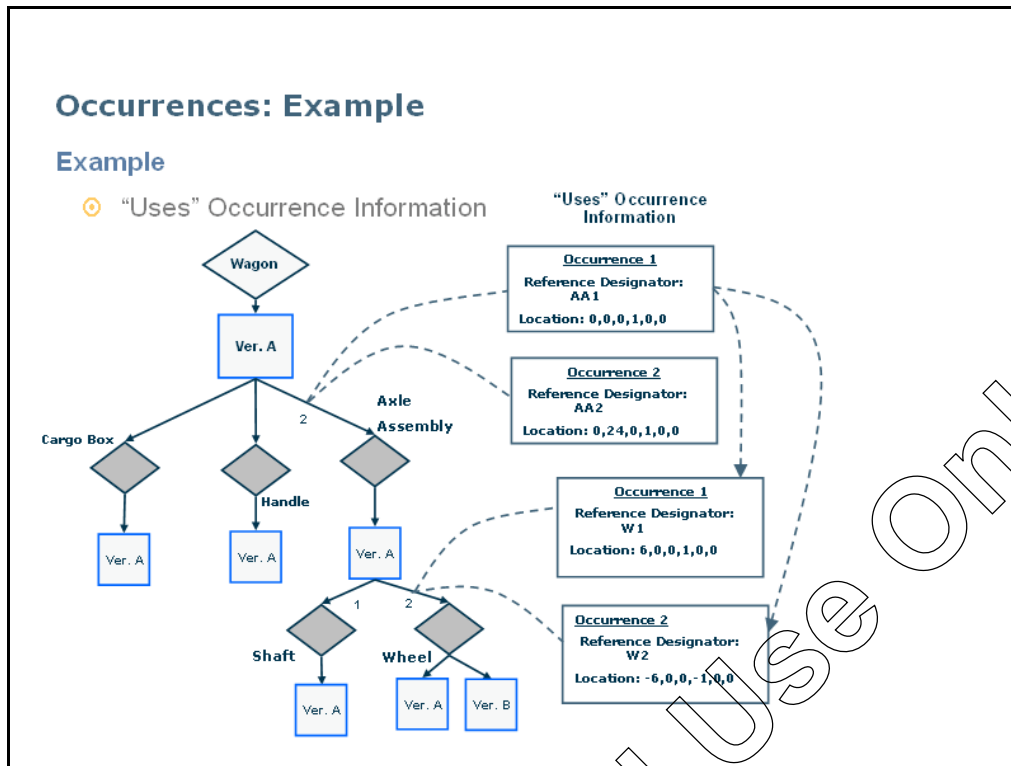 Occurrences: Example
Example
“Uses” Occurrence Information
“Uses” Occurrence
Information
Wagon
Ver. A
2
Axle
Assembly
Cargo Box
Handle
Ver. A
Ver. A
Ver. A
1
2
Shaft
Wheel
Ver. A
Ver. A
Ver. B
Occurrence 1
Reference Designator:
AA1
Location: 0,0,0,1,0,0
Occurrence 2
Reference Designator:
AA2
Location: 0,24,0,1,0,0
Occurrence 1
Reference Designator:
W1
Location: 6,0,0,1,0,0
Occurrence 2
Reference Designator:
W2
Location: -6,0,0,-1,0,0
Use Onl